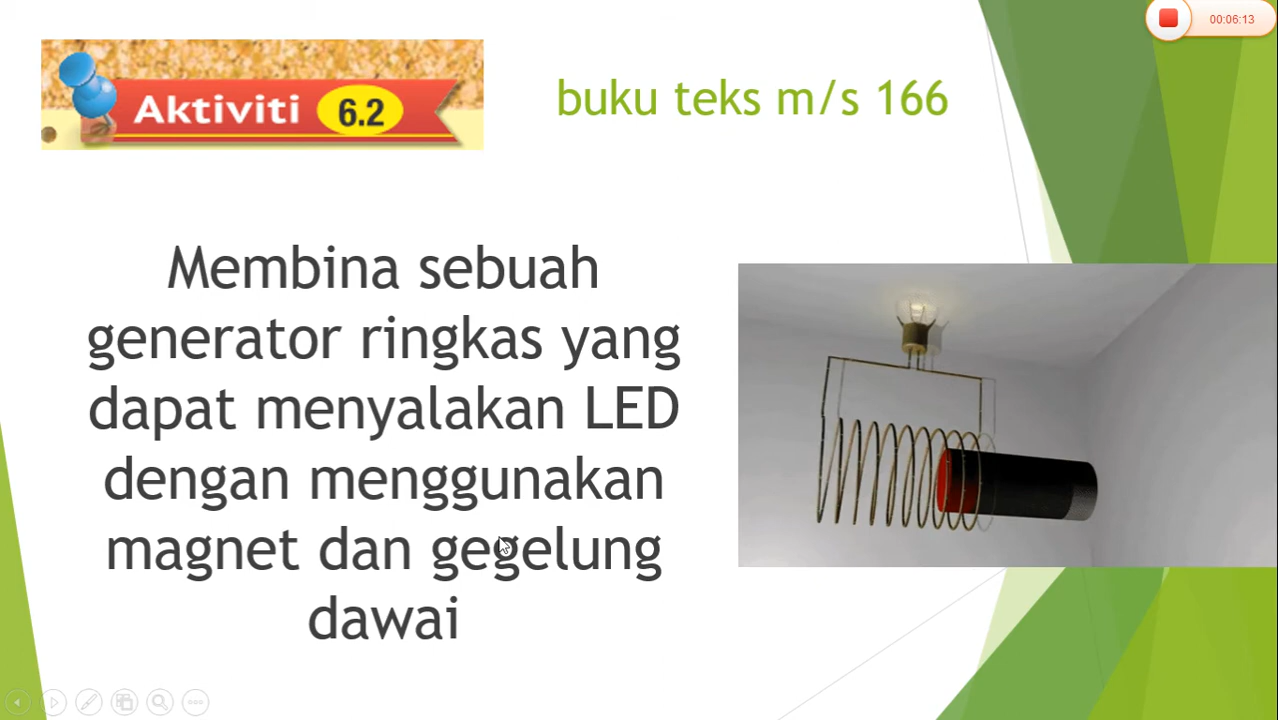 00:06:13
Aktiviti 6.2
buku teks m/s 166
Membina sebuah
generator ringkas yang
dapat menyalakan LED
dengan menggunakan
magnet dan gegelung
dawai